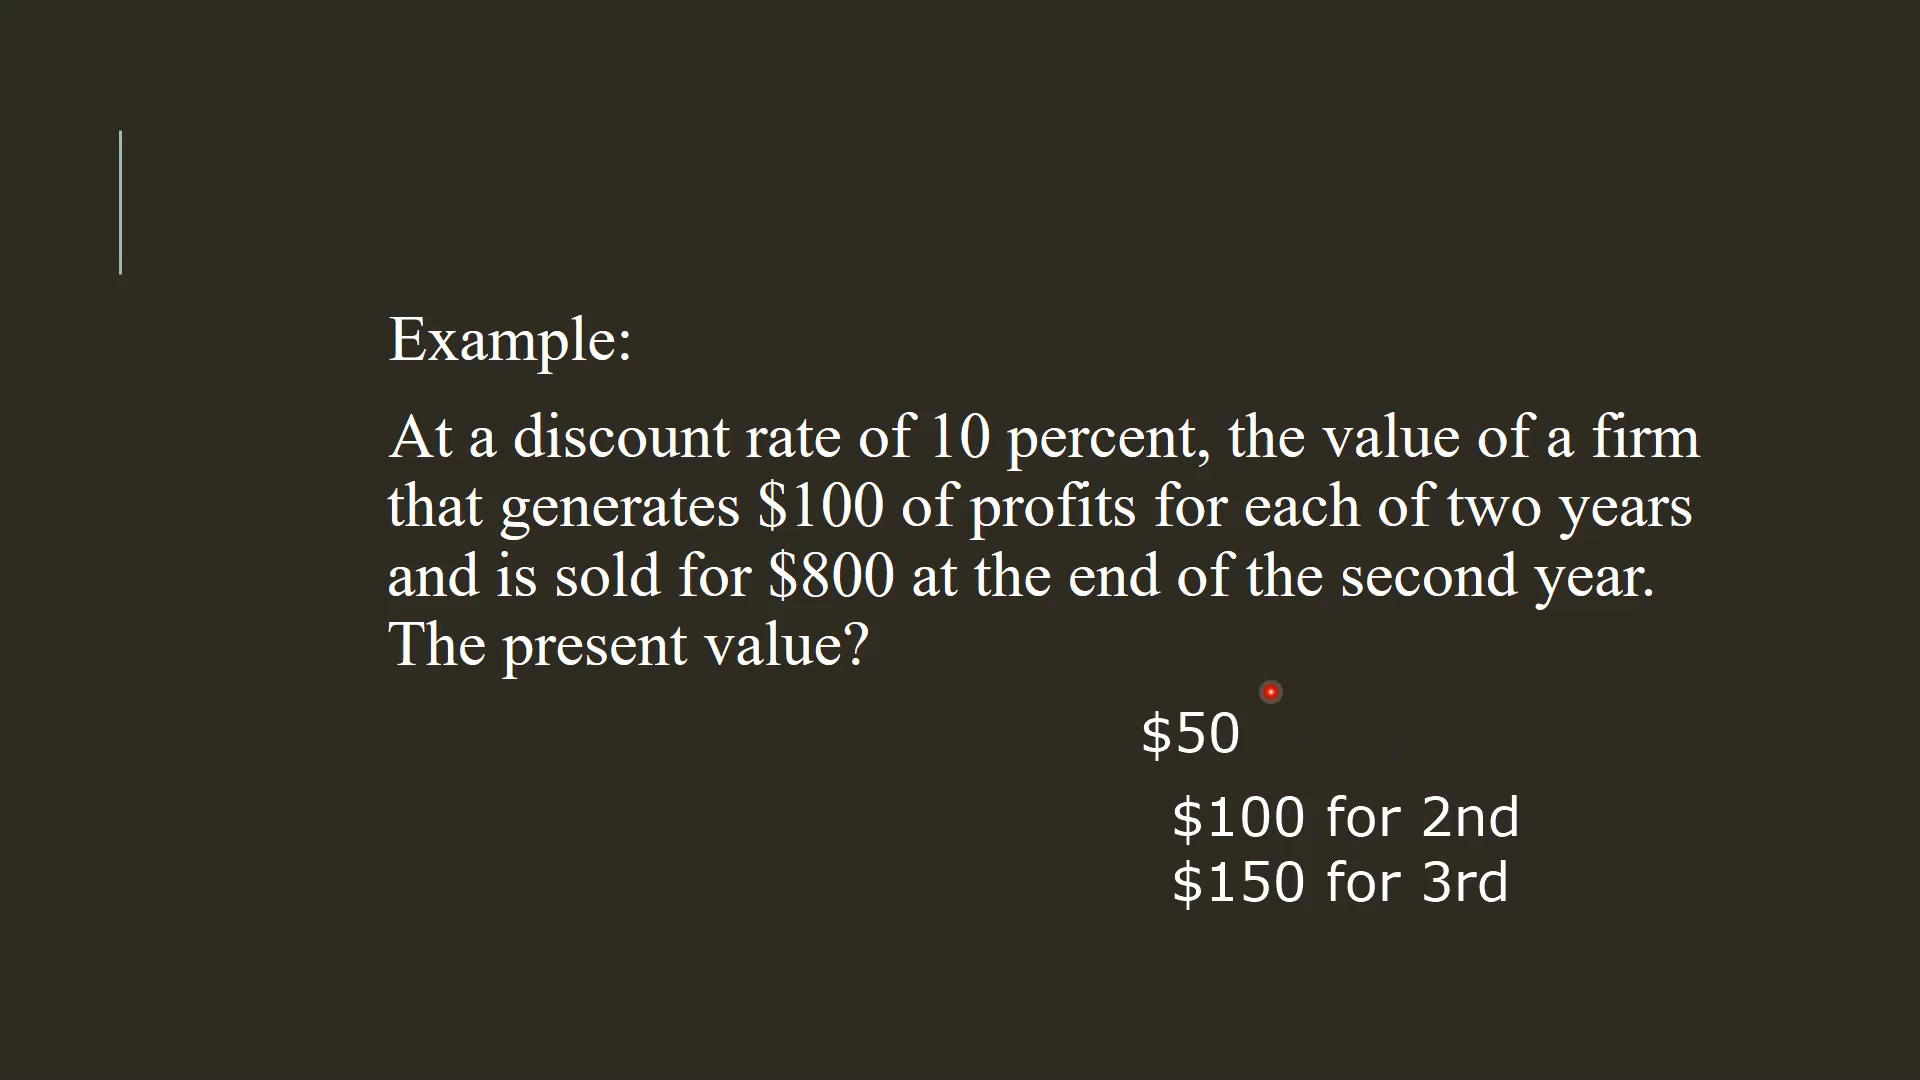 Example:
At a discount rate of 10 percent, the value of a firm
that generates $100 of profits for each of two years
and is sold for $800 at the end of the second year.
The present value?
$50
$100 for 2nd
$150 for 3rd